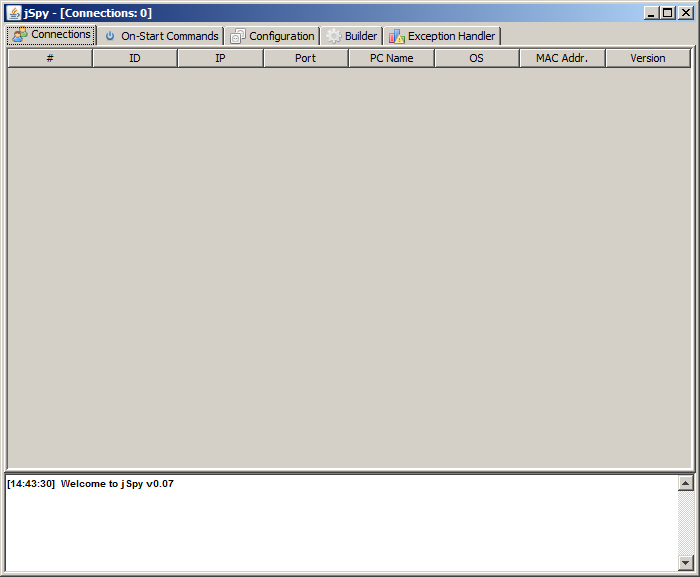 jSpy - [Connections: 0]
Connections On-Start Commands Configuration Builder Exception Handler
# ID IP Port PC Name OS MAC Addr. Version
[14:43:30] Welcome to jSpy v0.07